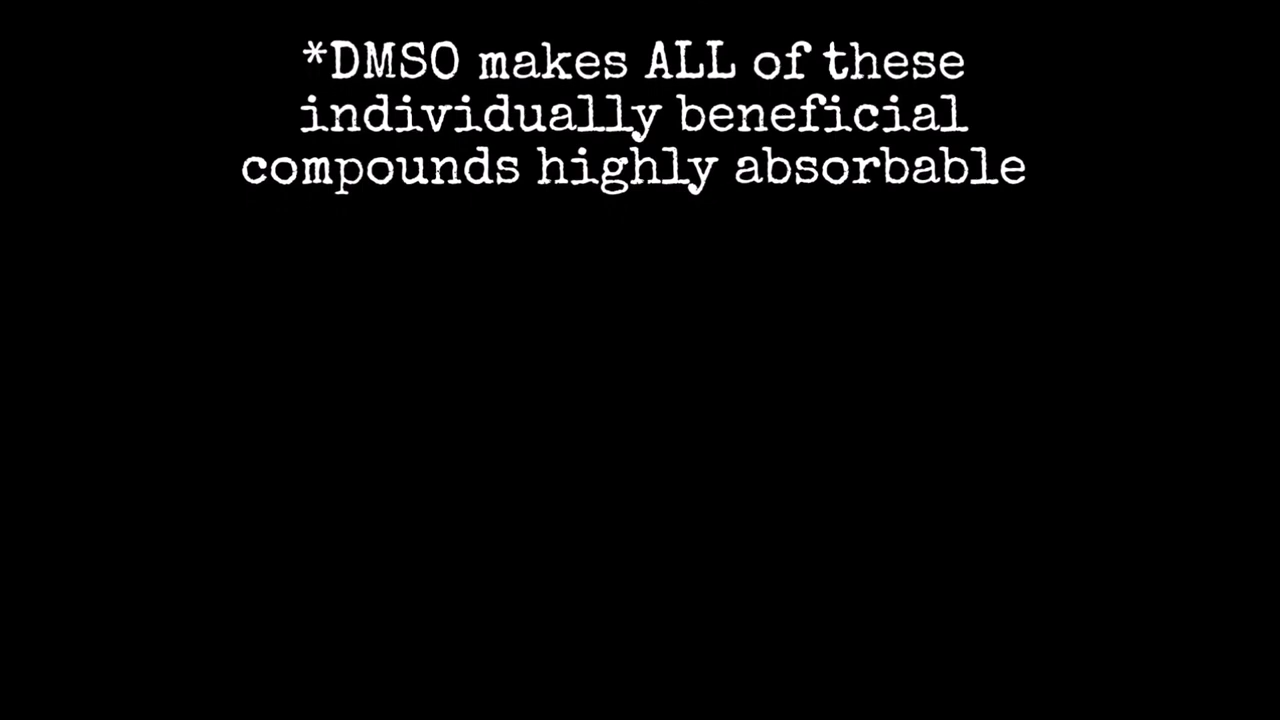 *DMSO makes ALL of these
individually beneficial
compounds highly absorbable